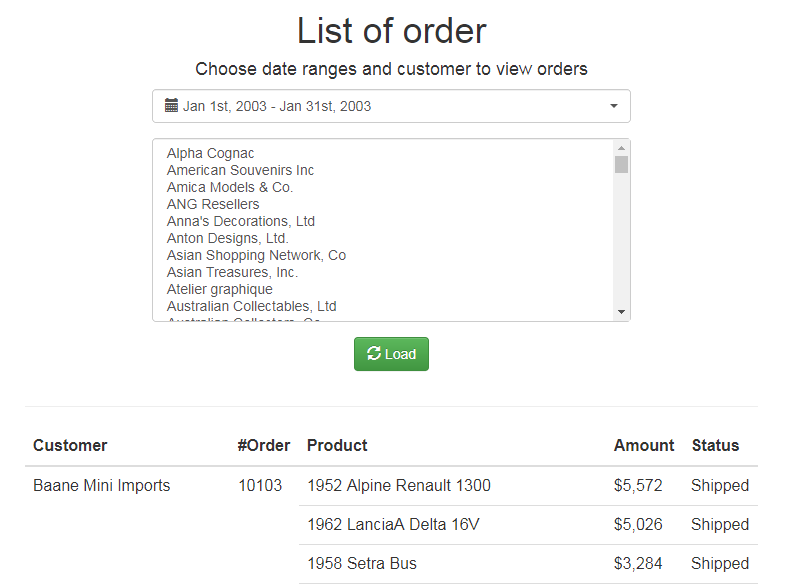 List of order
Choose date ranges and customer to view orders
Jan 1st, 2003 - Jan 31st, 2003
Alpha Cognac
American Souvenirs Inc
Amica Models & Co.
ANG Resellers
Anna's Decorations, Ltd
Anton Designs, Ltd.
Asian Shopping Network, Co
Asian Treasures, Inc.
Atelier graphique
Australian Collectables, Ltd
Load
Customer #Order Product Amount Status
Baane Mini Imports 10103 1952 Alpine Renault 1300 $5,572 Shipped
1962 LanciaA Delta 16V $5,026 Shipped
1958 Setra Bus $3,284 Shipped